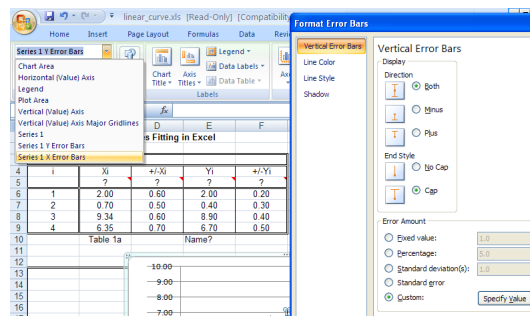 linear_curve.xls [Read-Only] [Compatibility
Home Insert Page Layout Formulas Data Revi
Series 1 Y Error Bars
Chart Area
Horizontal (Value) Axis
Legend
Plot Area
Vertical (Value) Axis
Vertical (Value) Axis Major Gridlines
Series 1
Series 1 Y Error Bars
Series 1 X Error Bars
Chart Title Axis Titles
Legend
Data Labels
Data Table
Labels
fx
D E F
es Fitting in Excel
4 i Xi +/-Xi Yi +/-Yi
5 ? ? ? ?
6 1 2.00 0.60 2.00 0.20
7 2 0.70 0.50 0.40 0.30
8 3 9.34 0.60 8.90 0.40
9 4 6.35 0.70 6.70 0.50
10 Table 1a Name?
11
12
13
14
15
16
10.00
9.00
8.00
7.00
Format Error Bars
Vertical Error Bars
Line Color
Line Style
Shadow
Vertical Error Bars
Display
Direction
Both
Minus
Plus
End Style
No Cap
Cap
Error Amount
Fixed value: 1.0
Percentage: 5.0
Standard deviation(s): 1.0
Standard error
Custom: Specify Value